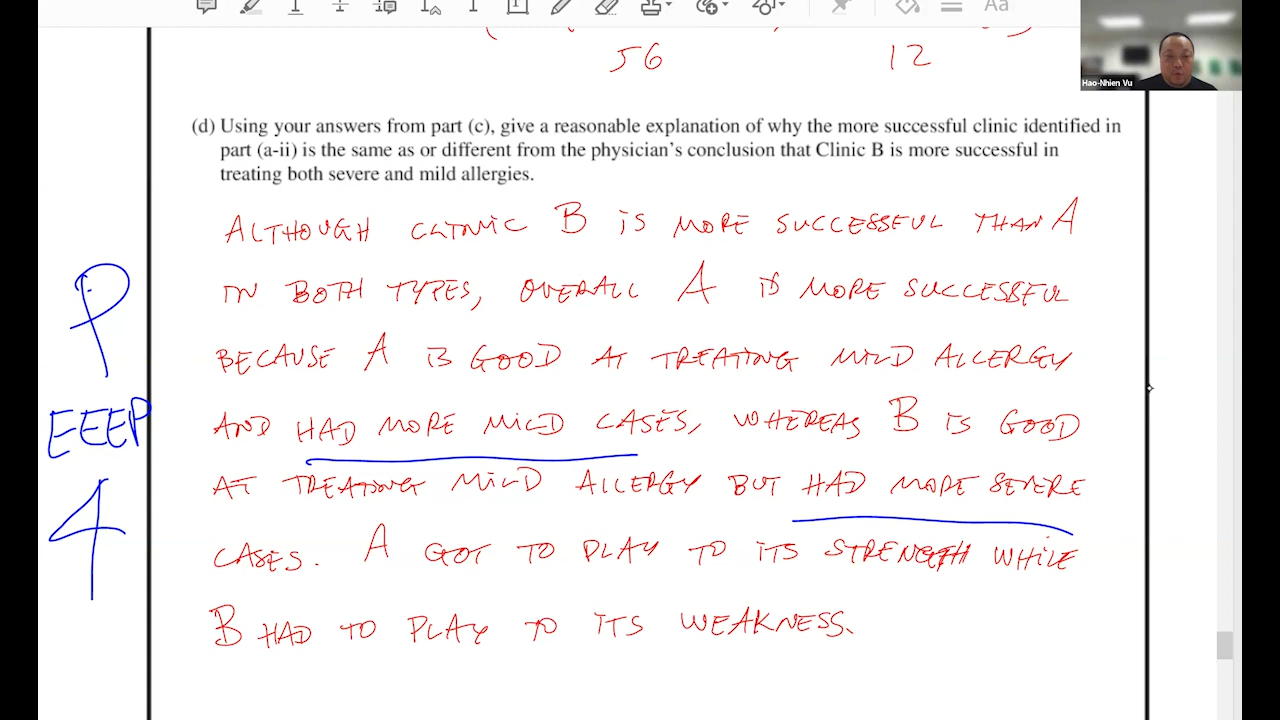 Aa
Hao-Nhien Vu
56 12
(d) Using your answers from part (c), give a reasonable explanation of why the more successful clinic identified in
part (a-ii) is the same as or different from the physician's conclusion that Clinic B is more successful in
treating both severe and mild allergies.
ALTHOUGH CLINIC B IS MORE SUCCESSFUL THAN A
IN BOTH TYPES, OVERALL A IS MORE SUCCESSFUL
BECAUSE A IS GOOD AT TREATING MILD ALLERGY
AND HAD MORE MILD CASES, WHEREAS B IS GOOD
AT TREATING MILD ALLERGY BUT HAD MORE SEVERE
CASES. A GOT TO PLAY TO ITS STRENGTH WHILE
B HAD TO PLAY TO ITS WEAKNESS.
P
EEEP
4